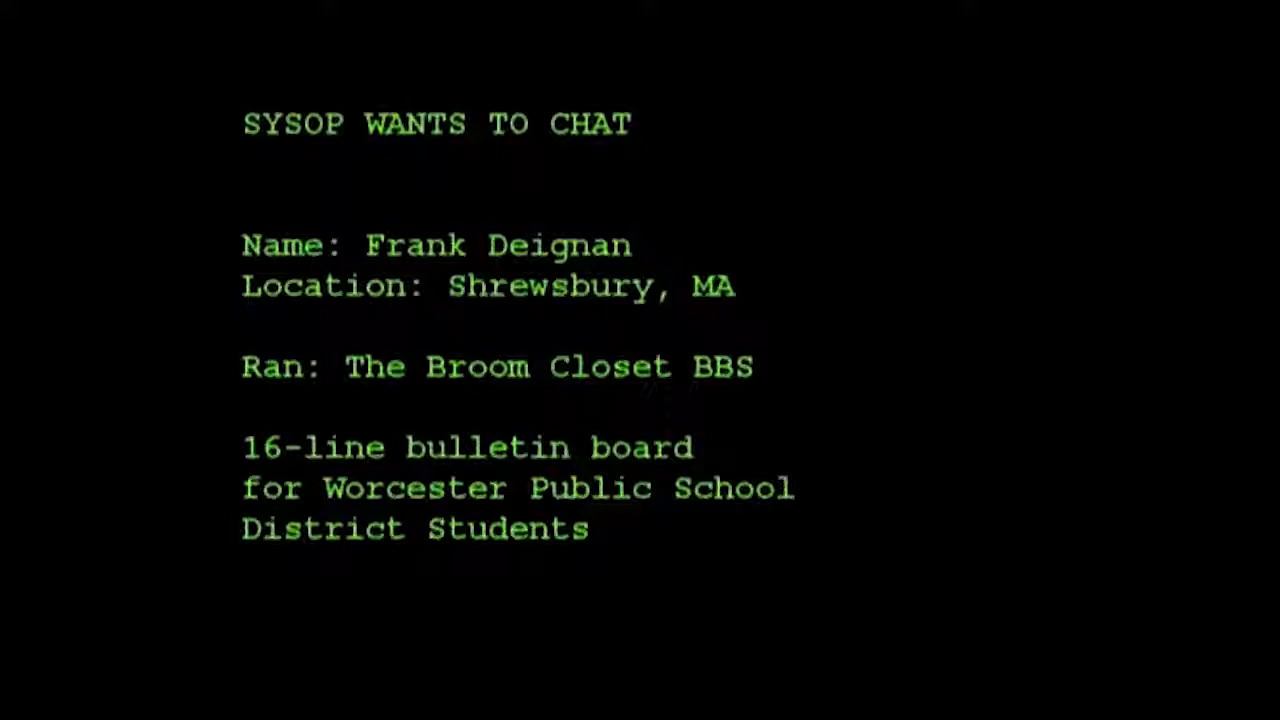 SYSOP WANTS TO CHAT
Name: Frank Deignan
Location: Shrewsbury, MA
Ran: The Broom Closet BBS
16-line bulletin board
for Worcester Public School
District Students